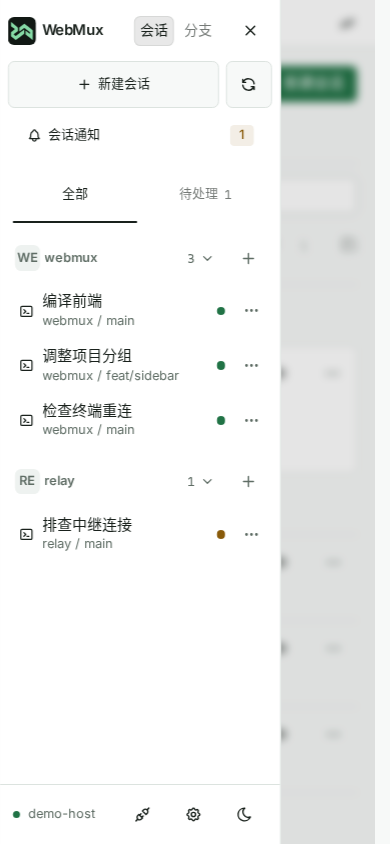 WebMux 会话 分支
新建会话
会话通知 1
全部 待处理 1
WE webmux 3
编译前端
webmux / main
调整项目分组
webmux / feat/sidebar
检查终端重连
webmux / main
RE relay 1
排查中继连接
relay / main
demo-host